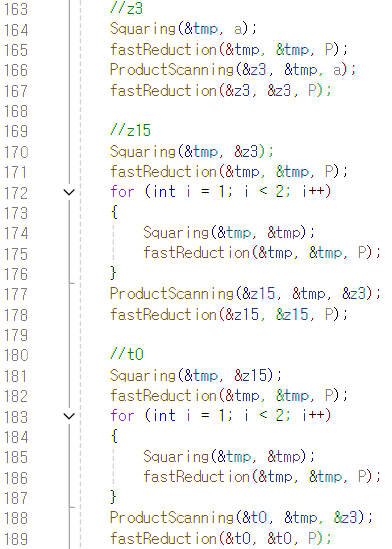 163 //z3
164 Squaring(&tmp, a);
165 fastReduction(&tmp, &tmp, P);
166 ProductScanning(&z3, &tmp, a);
167 fastReduction(&z3, &z3, P);
168
169 //z15
170 Squaring(&tmp, &z3);
171 fastReduction(&tmp, &tmp, P);
172 for (int i = 1; i < 2; i++)
173 {
174 Squaring(&tmp, &tmp);
175 fastReduction(&tmp, &tmp, P);
176 }
177 ProductScanning(&z15, &tmp, &z3);
178 fastReduction(&z15, &z15, P);
179
180 //t0
181 Squaring(&tmp, &z15);
182 fastReduction(&tmp, &tmp, P);
183 for (int i = 1; i < 2; i++)
184 {
185 Squaring(&tmp, &tmp);
186 fastReduction(&tmp, &tmp, P);
187 }
188 ProductScanning(&t0, &tmp, &z3);
189 fastReduction(&t0, &t0, P);